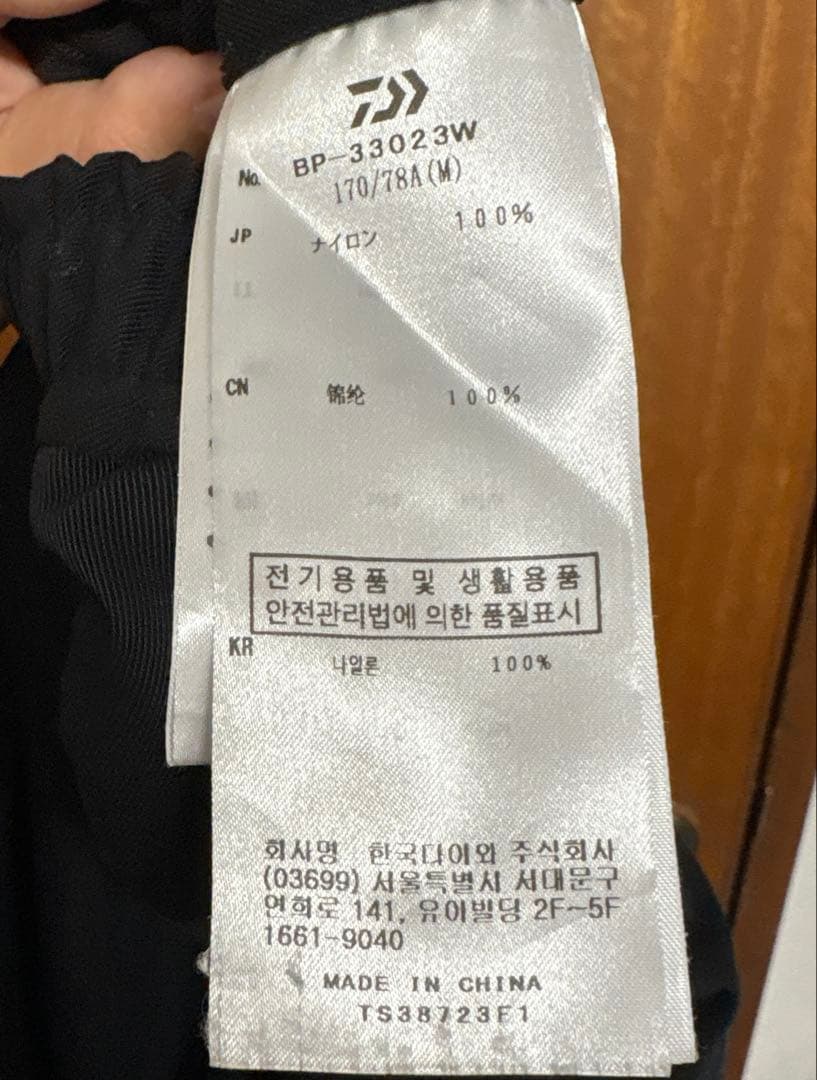 No. BP-33023W
170/78A(M)
JP ナイロン 100%
CN 锦纶 100%
전기용품 및 생활용품
안전관리법에 의한 품질표시
KR 나일론 100%
회사명 한국다이와 주식회사
(03699) 서울특별시 서대문구
연희로 141, 유이빌딩 2F~5F
1661-9040
MADE IN CHINA
TS38723F1